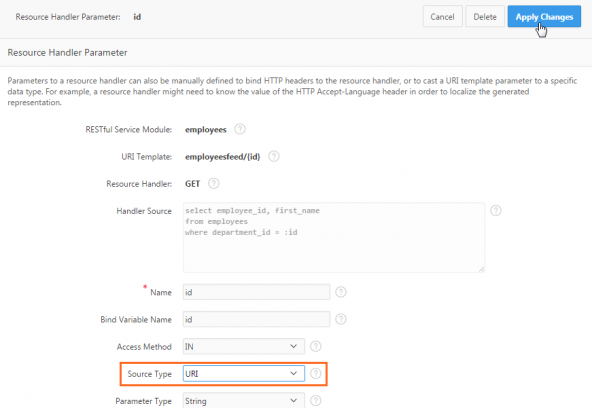 Resource Handler Parameter: id
Cancel
Delete
Apply Changes
Resource Handler Parameter
Parameters to a resource handler can also be manually defined to bind HTTP headers to the resource handler, or to cast a URI template parameter to a specific
data type. For example, a resource handler might need to know the value of the HTTP Accept-Language header in order to localize the generated
representation.
RESTful Service Module: employees ?
URI Template: employeesfeed/{id} ?
Resource Handler: GET ?
Handler Source ?
select employee_id, first_name
from employees
where department_id = :id
* Name id ?
Bind Variable Name id ?
Access Method IN ?
Source Type URI ?
Parameter Type String ?